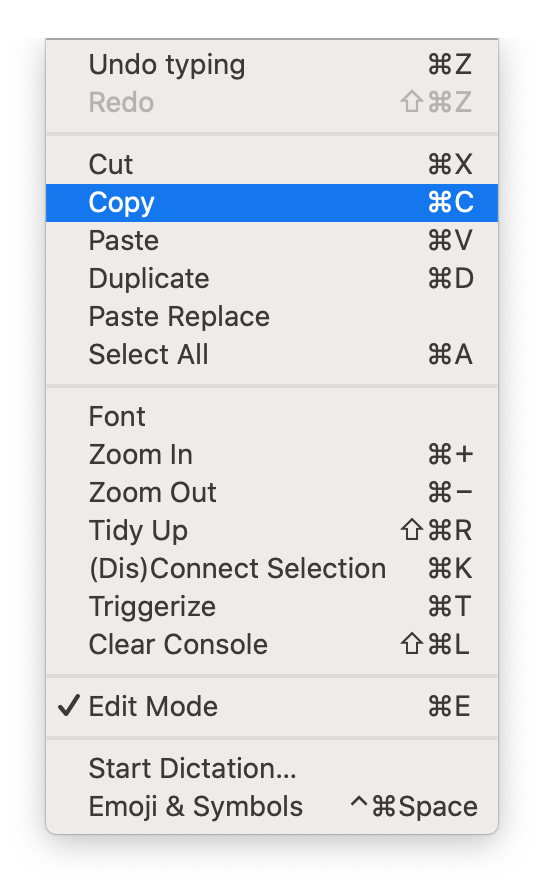 Undo typing ⌘Z
Redo ⇧⌘Z
Cut ⌘X
Copy ⌘C
Paste ⌘V
Duplicate ⌘D
Paste Replace
Select All ⌘A
Font
Zoom In ⌘+
Zoom Out ⌘−
Tidy Up ⇧⌘R
(Dis)Connect Selection ⌘K
Triggerize ⌘T
Clear Console ⇧⌘L
✓ Edit Mode ⌘E
Start Dictation...
Emoji & Symbols ^⌘Space